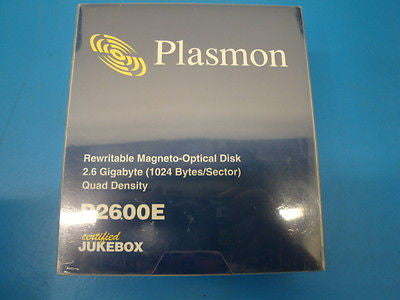 Plasmon
Rewritable Magneto-Optical Disk
2.6 Gigabyte (1024 Bytes/Sector)
Quad Density
P2600E
certified
JUKEBOX